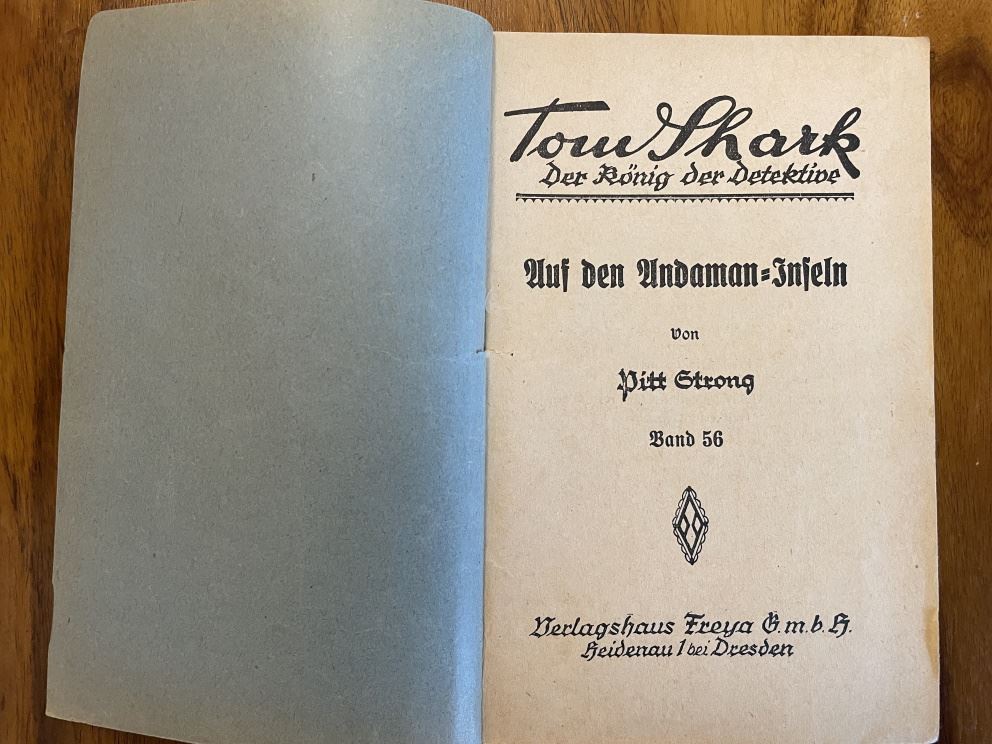 Tom Shark
Der König der Detektive
Auf den Andaman=Inseln
von
Pitt Strong
Band 56
Verlagshaus Freya G.m.b.H.
Heidenau 1 bei Dresden